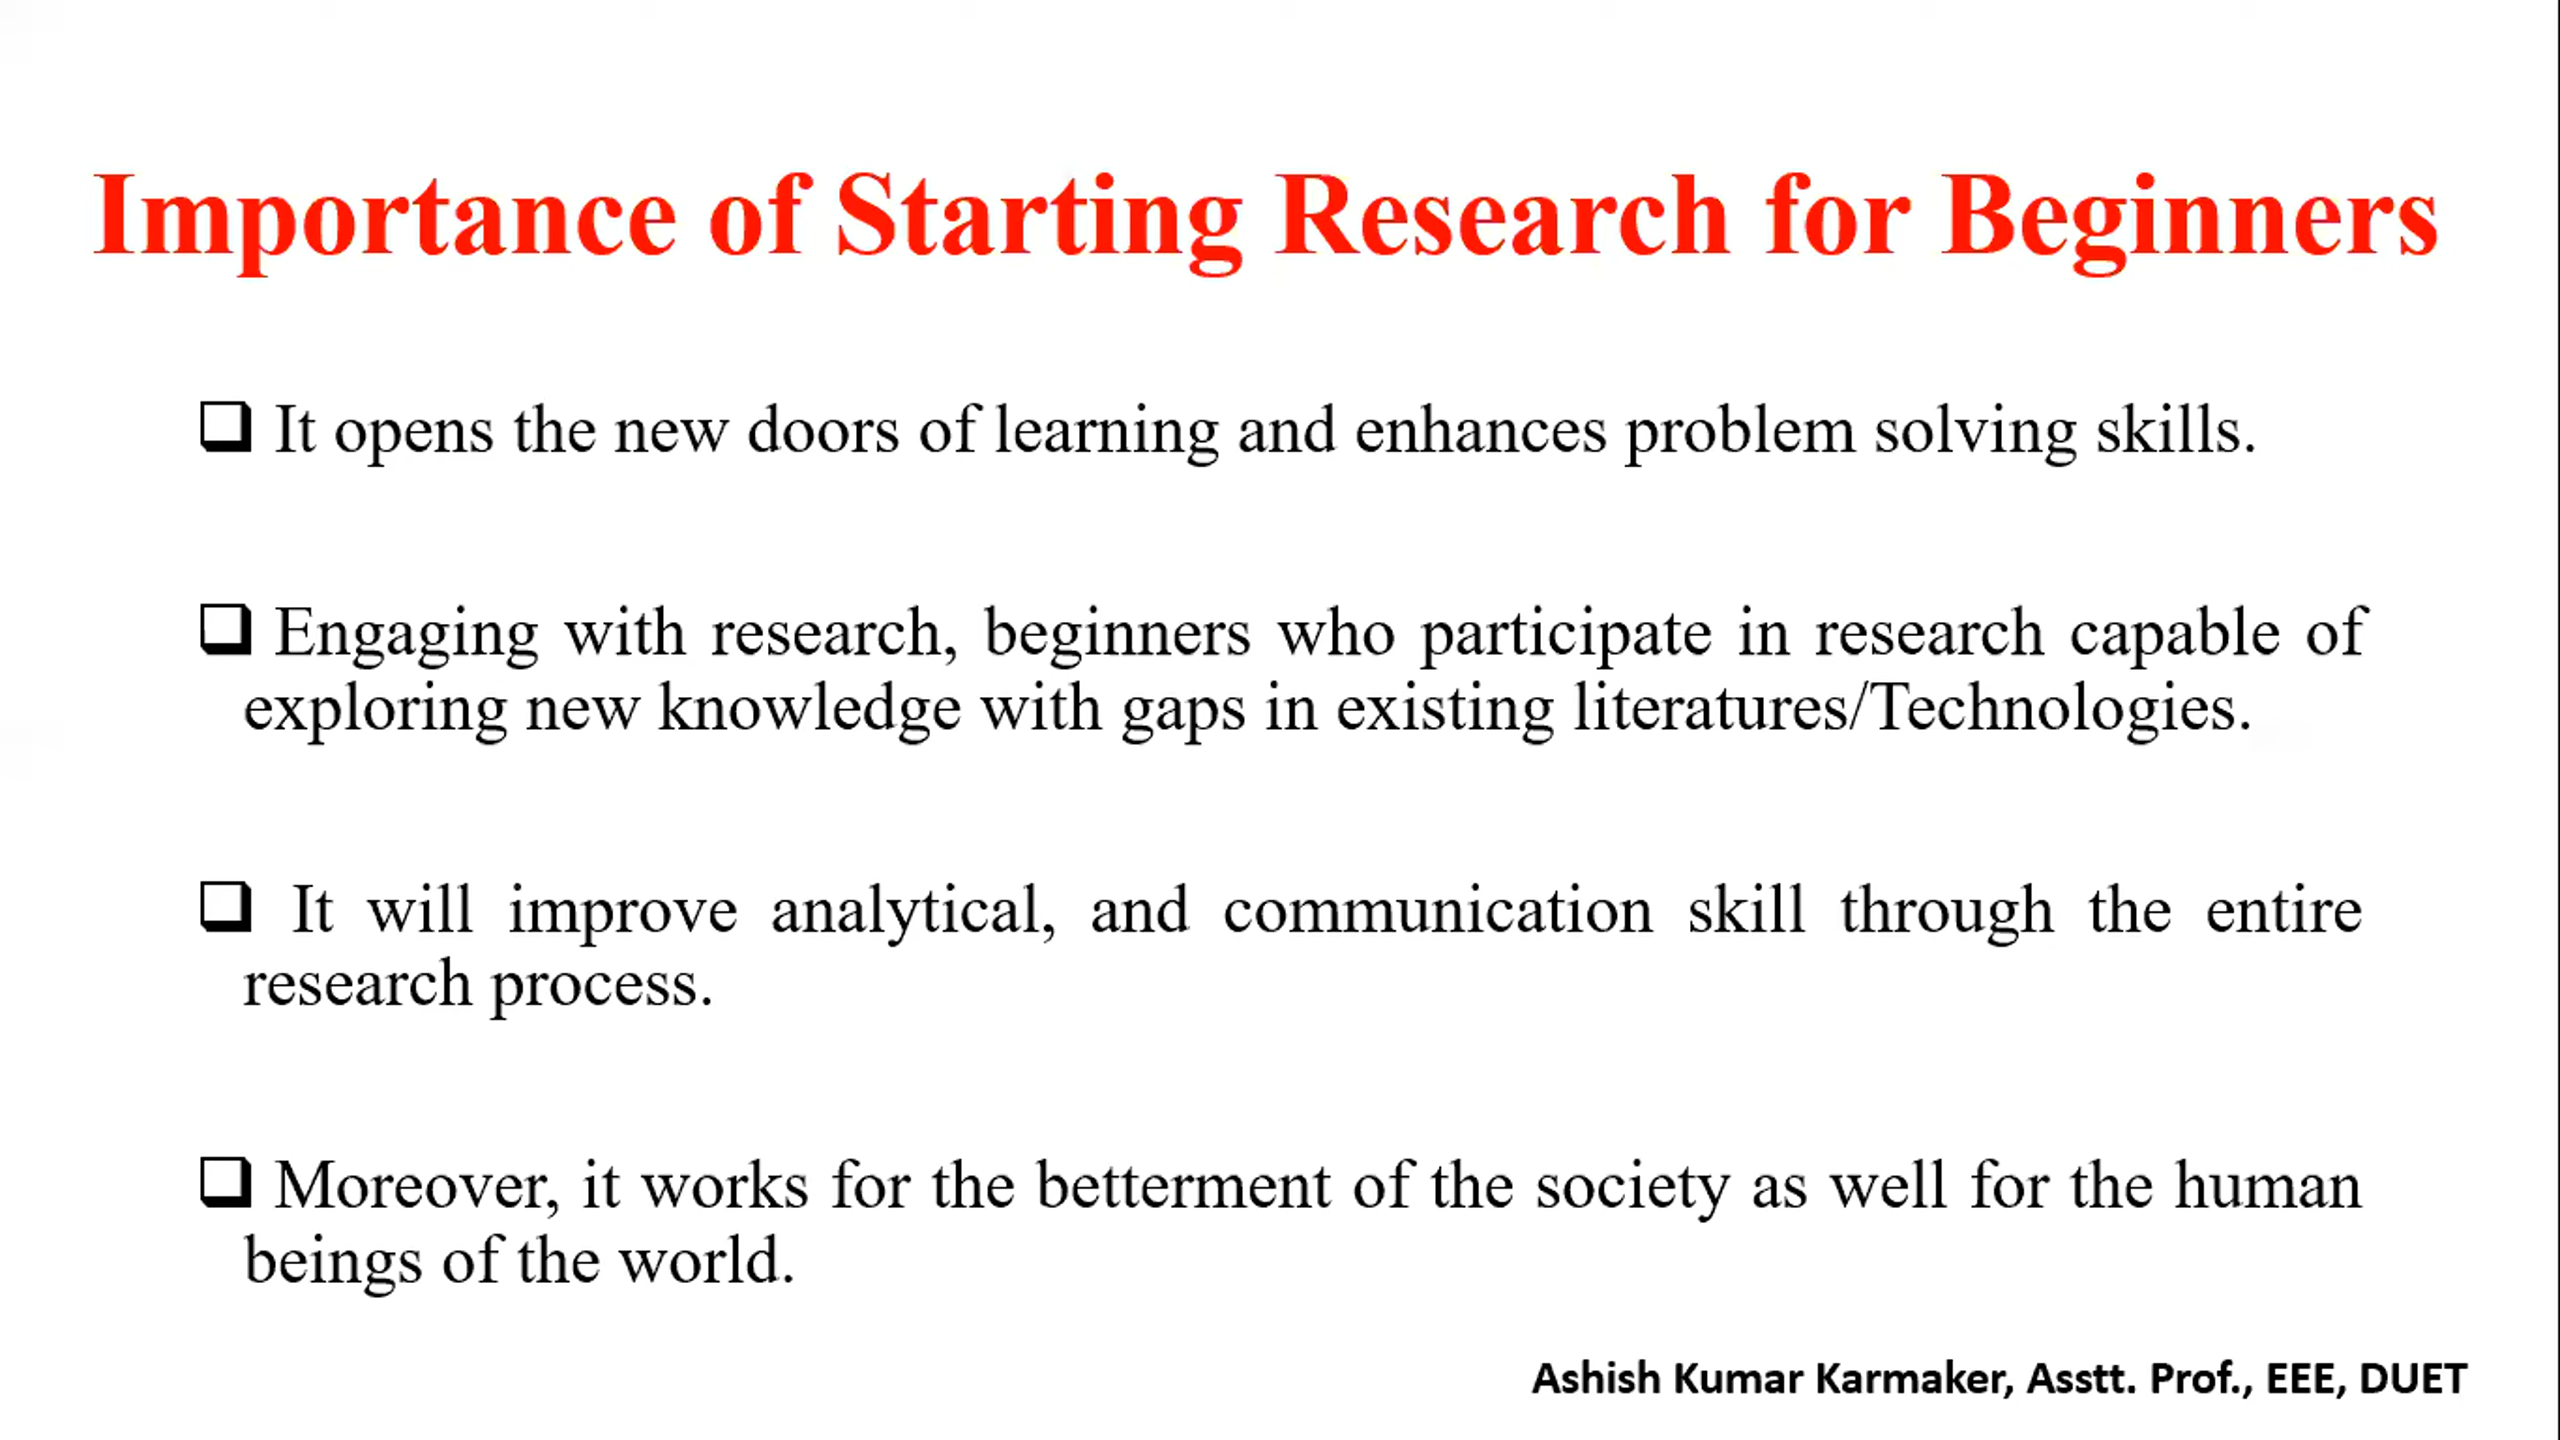 Importance of Starting Research for Beginners
❑ It opens the new doors of learning and enhances problem solving skills.
❑ Engaging with research, beginners who participate in research capable of
exploring new knowledge with gaps in existing literatures/Technologies.
❑ It will improve analytical, and communication skill through the entire
research process.
❑ Moreover, it works for the betterment of the society as well for the human
beings of the world.
Ashish Kumar Karmaker, Asstt. Prof., EEE, DUET